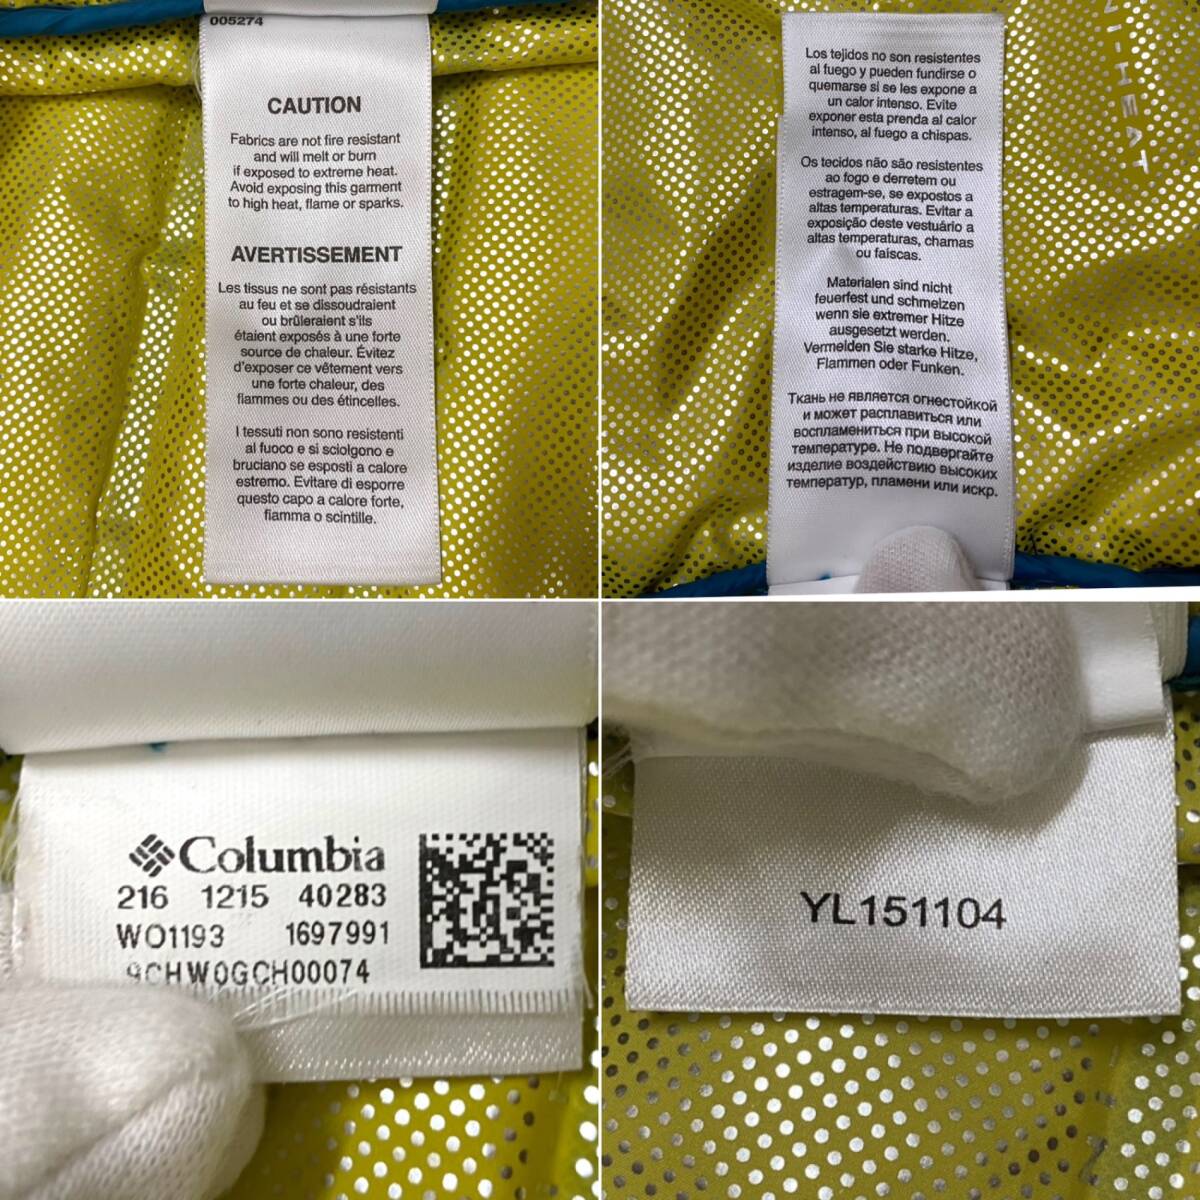 005274
CAUTION
Fabrics are not fire resistant
and will melt or burn
if exposed to extreme heat.
Avoid exposing this garment
to high heat, flame or sparks.
AVERTISSEMENT
Les tissus ne sont pas résistants
au feu et se dissoudraient
ou brûleraient s'ils
étaient exposés à une forte
source de chaleur. Évitez
d'exposer ce vêtement vers
une forte chaleur, des
flammes ou des étincelles.
I tessuti non sono resistenti
al fuoco e si sciolgono e
bruciano se esposti a calore
estremo. Evitare di esporre
questo capo a calore forte,
fiamma o scintille.
Los tejidos no son resistentes
al fuego y pueden fundirse o
quemarse si se les expone a
un calor intenso. Evite
exponer esta prenda al calor
intenso, al fuego a chispas.
Os tecidos não são resistentes
ao fogo e derretem ou
estragem-se, se expostos a
altas temperaturas. Evitar a
exposição deste vestuário a
altas temperaturas, chamas
ou faíscas.
Materialen sind nicht
feuerfest und schmelzen
wenn sie extremer Hitze
ausgesetzt werden.
Vermeiden Sie starke Hitze,
Flammen oder Funken.
Ткань не является огнестойкой
и может расплавиться или
воспламениться при высокой
температуре. Не подвергайте
изделие воздействию высоких
температур, пламени или искр.
NI-HEAT
Columbia
216 1215 40283
WO1193 1697991
9CHW0GCH00074
YL151104